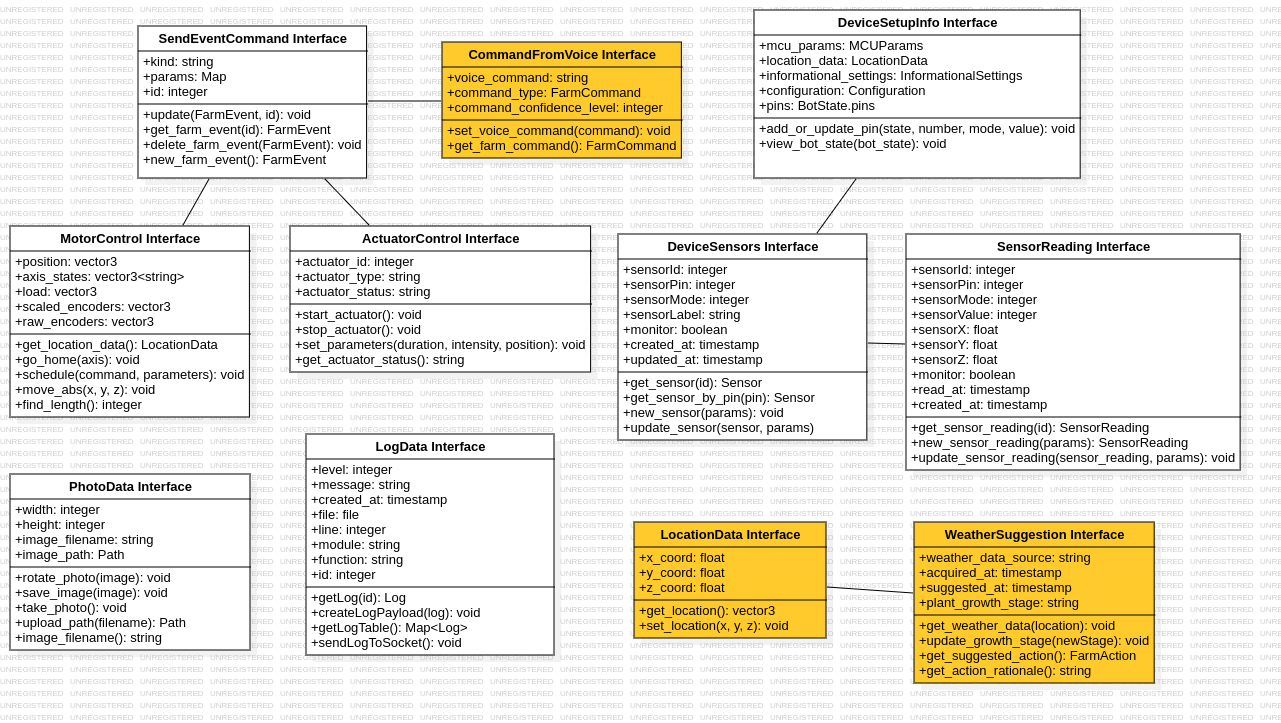 SendEventCommand Interface
+kind: string
+params: Map
+id: integer
+update(FarmEvent, id): void
+get_farm_event(id): FarmEvent
+delete_farm_event(FarmEvent): void
+new_farm_event(): FarmEvent
CommandFromVoice Interface
+voice_command: string
+command_type: FarmCommand
+command_confidence_level: integer
+set_voice_command(command): void
+get_farm_command(): FarmCommand
DeviceSetupInfo Interface
+mcu_params: MCUParams
+location_data: LocationData
+informational_settings: InformationalSettings
+configuration: Configuration
+pins: BotState.pins
+add_or_update_pin(state, number, mode, value): void
+view_bot_state(bot_state): void
MotorControl Interface
+position: vector3
+axis_states: vector3<string>
+load: vector3
+scaled_encoders: vector3
+raw_encoders: vector3
+get_location_data(): LocationData
+go_home(axis): void
+schedule(command, parameters): void
+move_abs(x, y, z): void
+find_length(): integer
ActuatorControl Interface
+actuator_id: integer
+actuator_type: string
+actuator_status: string
+start_actuator(): void
+stop_actuator(): void
+set_parameters(duration, intensity, position): void
+get_actuator_status(): string
DeviceSensors Interface
+sensorId: integer
+sensorPin: integer
+sensorMode: integer
+sensorLabel: string
+monitor: boolean
+created_at: timestamp
+updated_at: timestamp
+get_sensor(id): Sensor
+get_sensor_by_pin(pin): Sensor
+new_sensor(params): void
+update_sensor(sensor, params)
SensorReading Interface
+sensorId: integer
+sensorPin: integer
+sensorMode: integer
+sensorValue: integer
+sensorX: float
+sensorY: float
+sensorZ: float
+monitor: boolean
+read_at: timestamp
+created_at: timestamp
+get_sensor_reading(id): SensorReading
+new_sensor_reading(params): SensorReading
+update_sensor_reading(sensor_reading, params): void
PhotoData Interface
+width: integer
+height: integer
+image_filename: string
+image_path: Path
+rotate_photo(image): void
+save_image(image): void
+take_photo(): void
+upload_path(filename): Path
+image_filename(): string
LogData Interface
+level: integer
+message: string
+created_at: timestamp
+file: file
+line: integer
+module: string
+function: string
+id: integer
+getLog(id): Log
+createLogPayload(log): void
+getLogTable(): Map<Log>
+sendLogToSocket(): void
LocationData Interface
+x_coord: float
+y_coord: float
+z_coord: float
+get_location(): vector3
+set_location(x, y, z): void
WeatherSuggestion Interface
+weather_data_source: string
+acquired_at: timestamp
+suggested_at: timestamp
+plant_growth_stage: string
+get_weather_data(location): void
+update_growth_stage(newStage): void
+get_suggested_action(): FarmAction
+get_action_rationale(): string
UNREGISTERED